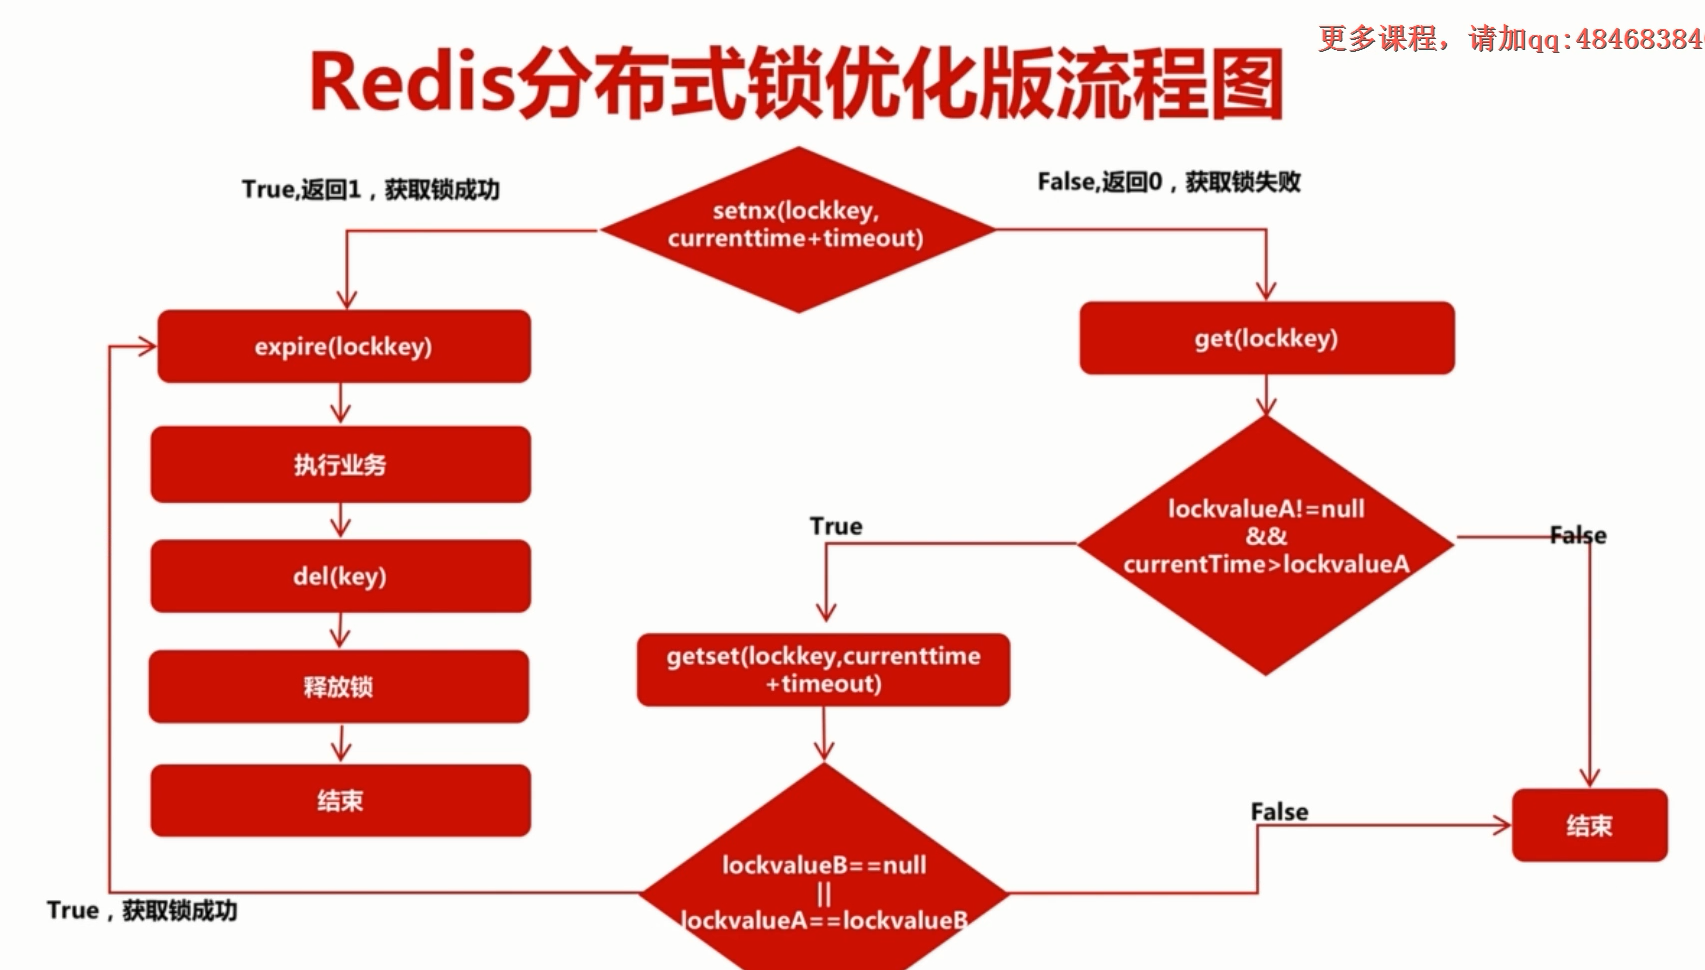 更多课程，请加qq:48468384
Redis分布式锁优化版流程图
True,返回1，获取锁成功
False,返回0，获取锁失败
setnx(lockkey,
currenttime+timeout)
expire(lockkey)
get(lockkey)
执行业务
lockvalueA!=null
&&
currentTime>lockvalueA
True
False
del(key)
getset(lockkey,currenttime
+timeout)
释放锁
结束
False
结束
lockvalueB==null
||
lockvalueA==lockvalueB
True，获取锁成功